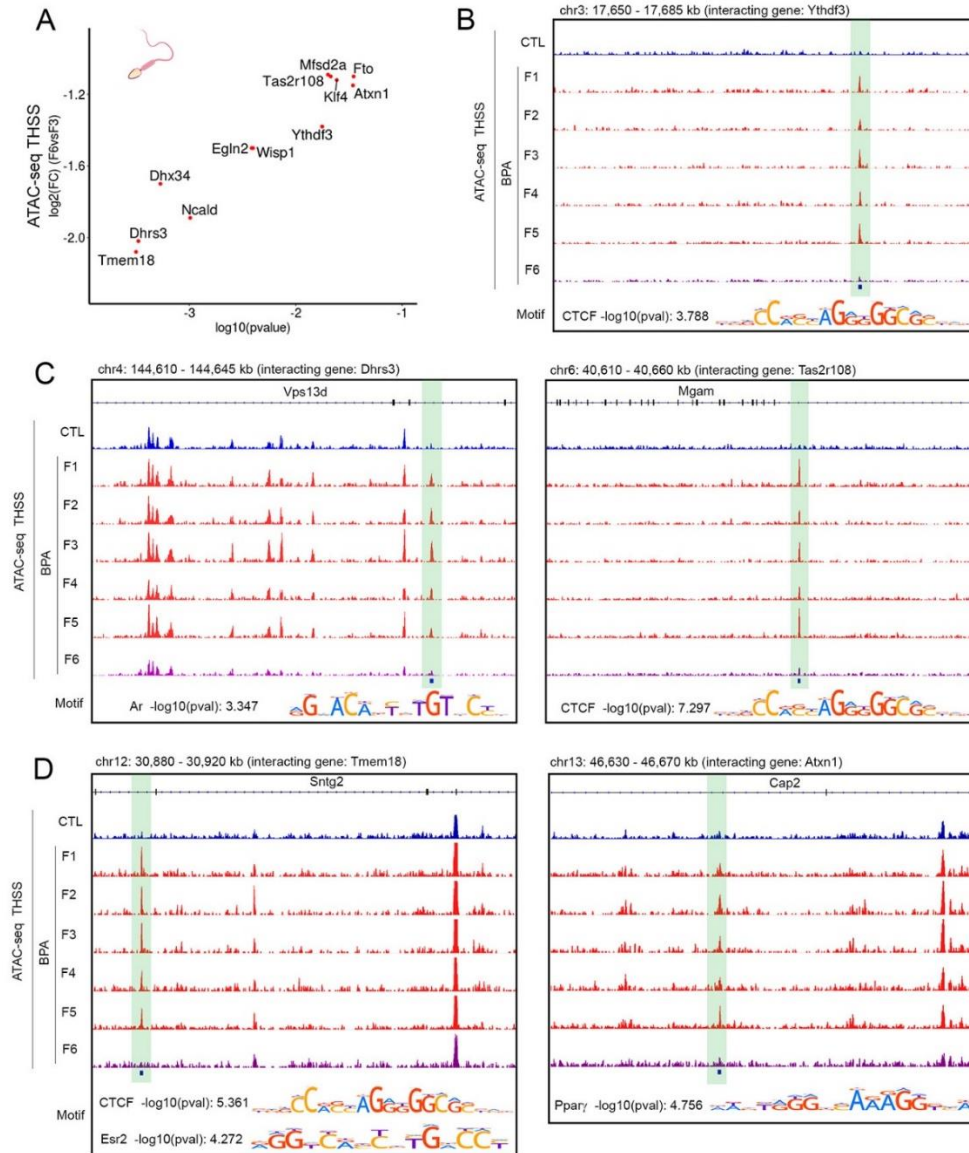 A
ATAC-seq THSS
log2(FC) (F6vsF3)
-1.2
-1.6
-2.0
Mfsd2a
Fto
Tas2r108
Klf4
Atxn1
Ythdf3
Egln2
Wisp1
Dhx34
Ncald
Dhrs3
Tmem18
-3
-2
-1
log10(pvalue)
B
chr3: 17,650 - 17,685 kb (interacting gene: Ythdf3)
ATAC-seq THSS
BPA
CTL
F1
F2
F3
F4
F5
F6
Motif
CTCF -log10(pval): 3.788
C
chr4: 144,610 - 144,645 kb (interacting gene: Dhrs3)
Vps13d
ATAC-seq THSS
BPA
CTL
F1
F2
F3
F4
F5
F6
Motif
Ar -log10(pval): 3.347
chr6: 40,610 - 40,660 kb (interacting gene: Tas2r108)
Mgam
CTCF -log10(pval): 7.297
D
chr12: 30,880 - 30,920 kb (interacting gene: Tmem18)
Sntg2
ATAC-seq THSS
BPA
CTL
F1
F2
F3
F4
F5
F6
Motif
CTCF -log10(pval): 5.361
Esr2 -log10(pval): 4.272
chr13: 46,630 - 46,670 kb (interacting gene: Atxn1)
Cap2
Pparγ -log10(pval): 4.756